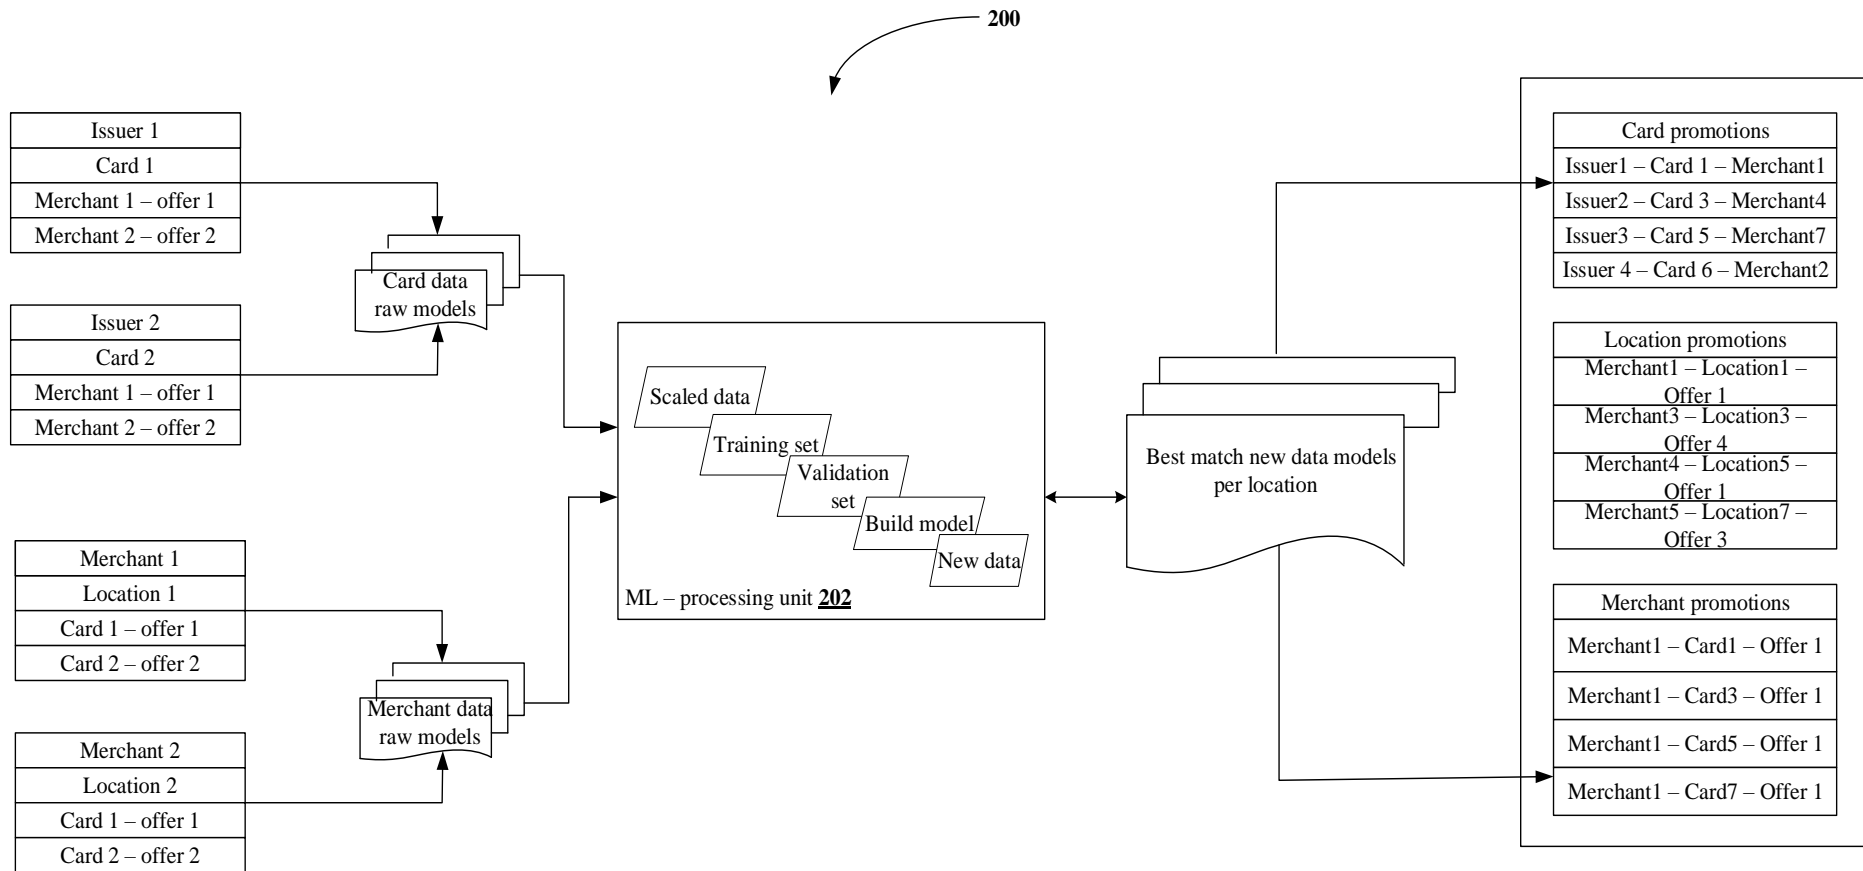 200
Issuer 1
Card 1
Merchant 1 – offer 1
Merchant 2 – offer 2
Issuer 2
Card 2
Merchant 1 – offer 1
Merchant 2 – offer 2
Card data
raw models
Merchant 1
Location 1
Card 1 – offer 1
Card 2 – offer 2
Merchant 2
Location 2
Card 1 – offer 1
Card 2 – offer 2
Merchant data
raw models
Scaled data
Training set
Validation
set
Build model
New data
ML – processing unit 202
Best match new data models
per location
Card promotions
Issuer1 – Card 1 – Merchant1
Issuer2 – Card 3 – Merchant4
Issuer3 – Card 5 – Merchant7
Issuer 4 – Card 6 – Merchant2
Location promotions
Merchant1 – Location1 –
Offer 1
Merchant3 – Location3 –
Offer 4
Merchant4 – Location5 –
Offer 1
Merchant5 – Location7 –
Offer 3
Merchant promotions
Merchant1 – Card1 – Offer 1
Merchant1 – Card3 – Offer 1
Merchant1 – Card5 – Offer 1
Merchant1 – Card7 – Offer 1